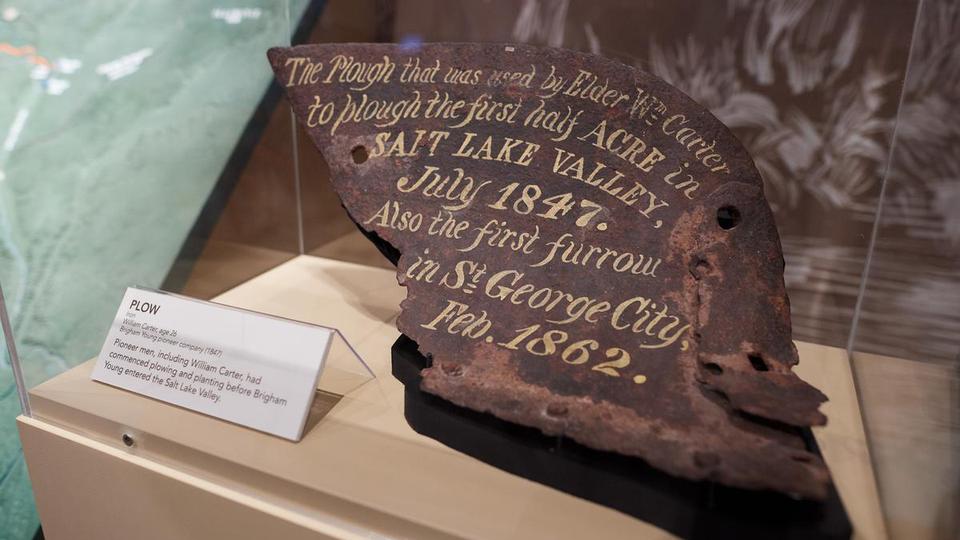 The Plough that was used by Elder Wm Carter
to plough the first half ACRE in
SALT LAKE VALLEY,
July 1847.
Also the first furrow
in St George City,
Feb. 1862.
PLOW
Iron
William Carter, age 26
Brigham Young pioneer company (1847)
Pioneer men, including William Carter, had
commenced plowing and planting before Brigham
Young entered the Salt Lake Valley.